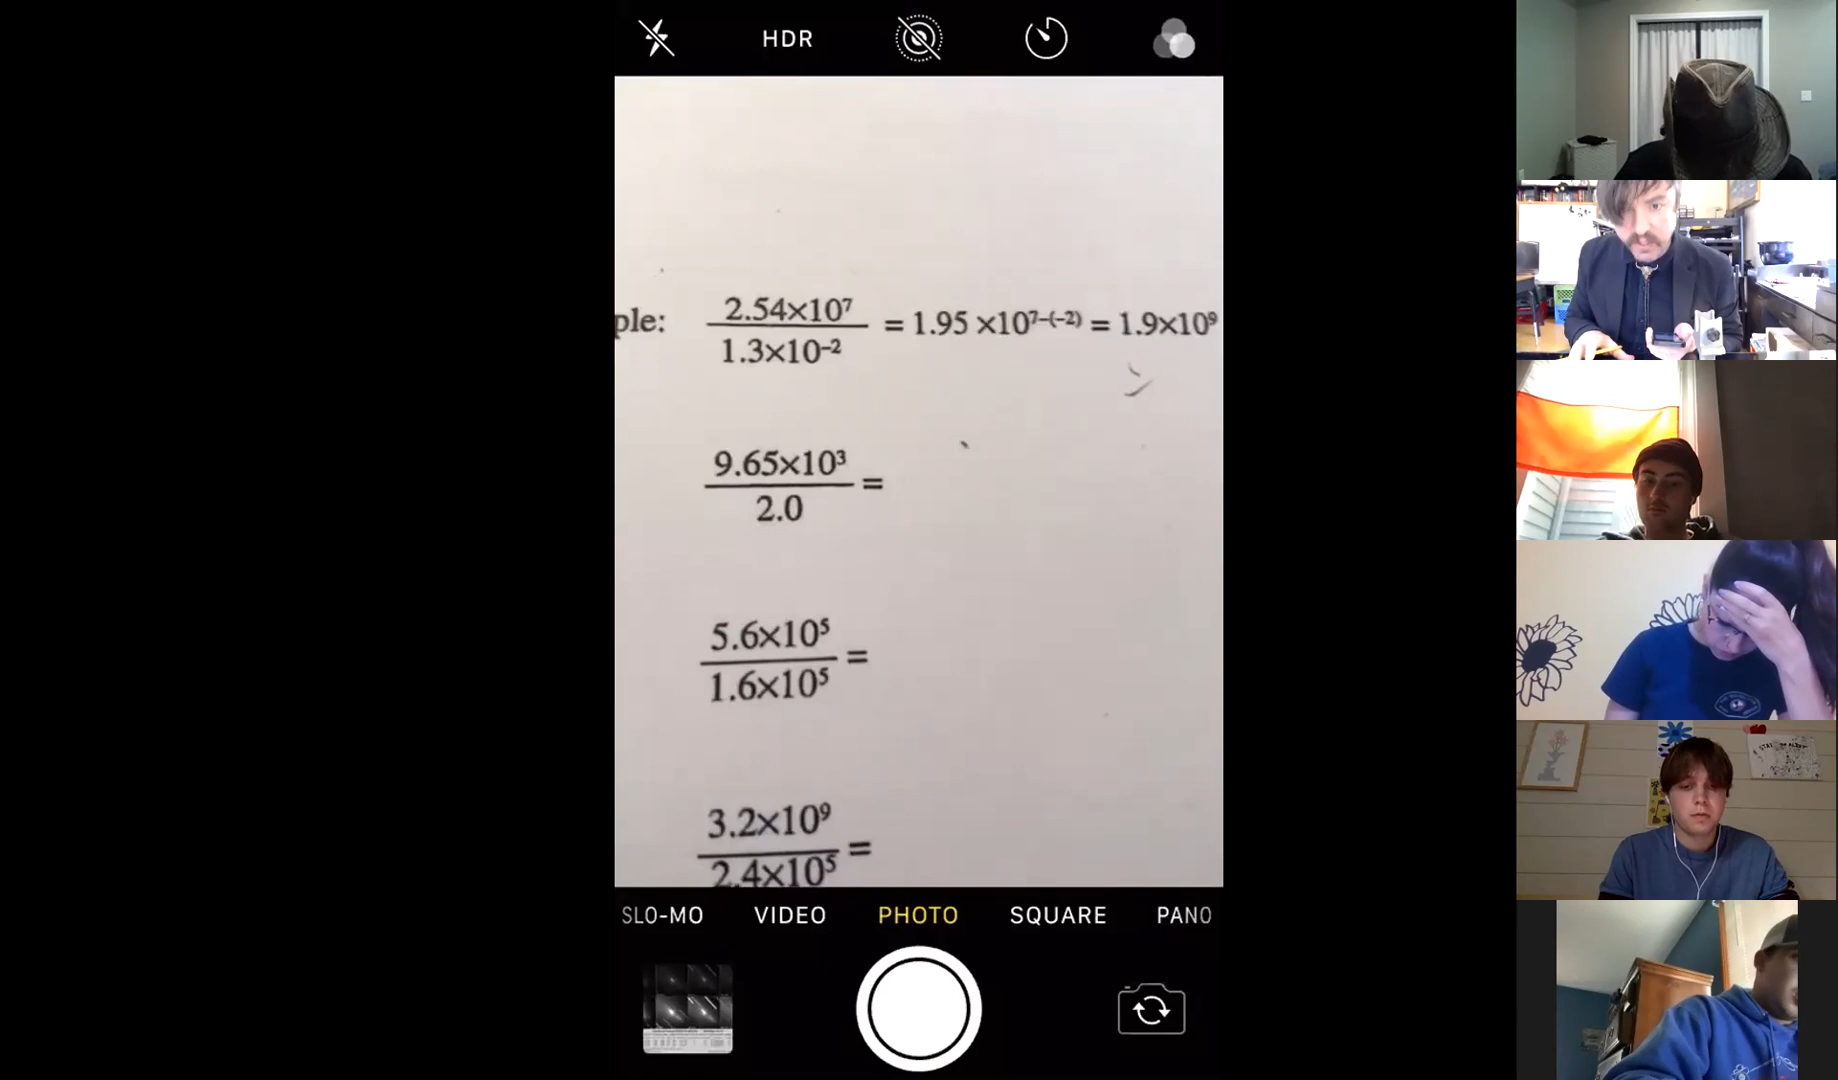 HDR
ple: 2.54×10⁷ / 1.3×10⁻² = 1.95 ×10⁷⁻⁽⁻²⁾ = 1.9×10⁹
9.65×10³ / 2.0 =
5.6×10⁵ / 1.6×10⁵ =
3.2×10⁹ / 2.4×10⁵ =
SLO-MO VIDEO PHOTO SQUARE PANO